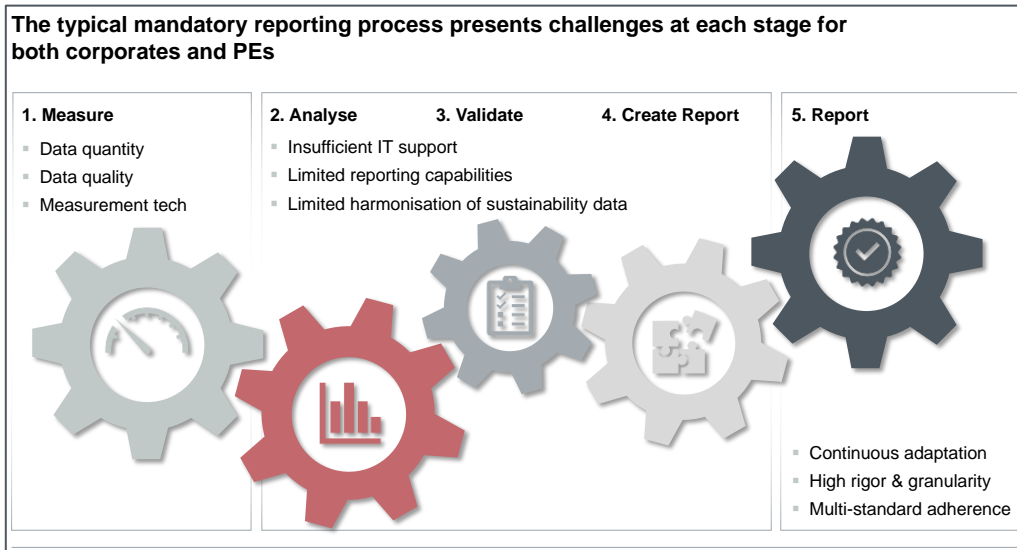 The typical mandatory reporting process presents challenges at each stage for
both corporates and PEs
1. Measure
Data quantity
Data quality
Measurement tech
2. Analyse
3. Validate
4. Create Report
Insufficient IT support
Limited reporting capabilities
Limited harmonisation of sustainability data
5. Report
Continuous adaptation
High rigor & granularity
Multi-standard adherence